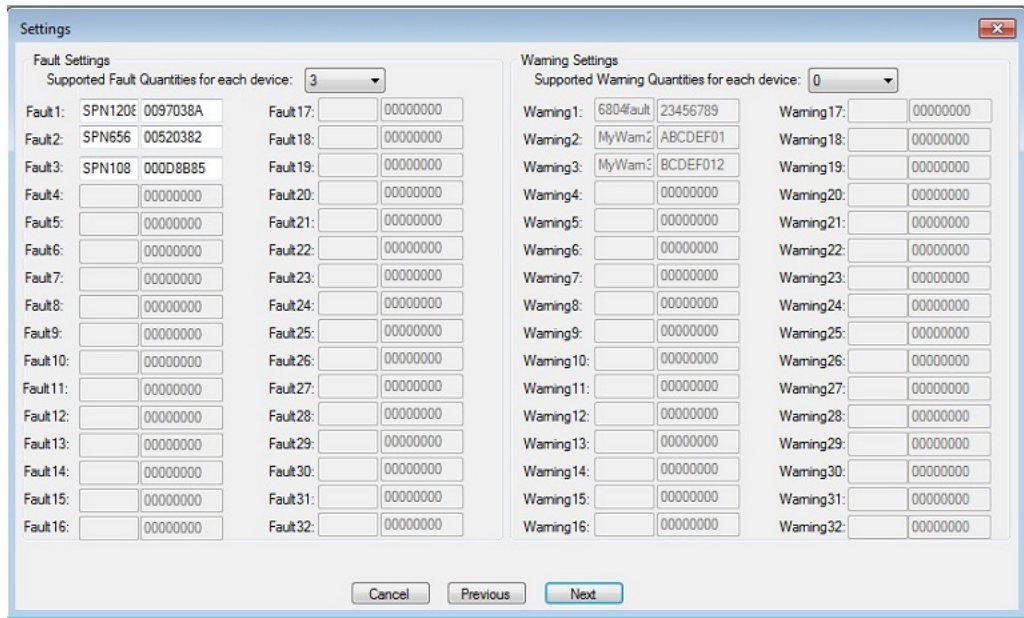 Settings
Fault Settings
Supported Fault Quantities for each device: 3
Warning Settings
Supported Warning Quantities for each device: 0
Fault1: SPN1208 0097038A Fault17: 00000000 Warning1: 6804fault 23456789 Warning17: 00000000
Fault2: SPN656 00520382 Fault18: 00000000 Warning2: MyWarn2 ABCDEF01 Warning18: 00000000
Fault3: SPN108 000D8B85 Fault19: 00000000 Warning3: MyWarn3 BCDEF012 Warning19: 00000000
Fault4: 00000000 Fault20: 00000000 Warning4: 00000000 Warning20: 00000000
Fault5: 00000000 Fault21: 00000000 Warning5: 00000000 Warning21: 00000000
Fault6: 00000000 Fault22: 00000000 Warning6: 00000000 Warning22: 00000000
Fault7: 00000000 Fault23: 00000000 Warning7: 00000000 Warning23: 00000000
Fault8: 00000000 Fault24: 00000000 Warning8: 00000000 Warning24: 00000000
Fault9: 00000000 Fault25: 00000000 Warning9: 00000000 Warning25: 00000000
Fault10: 00000000 Fault26: 00000000 Warning10: 00000000 Warning26: 00000000
Fault11: 00000000 Fault27: 00000000 Warning11: 00000000 Warning27: 00000000
Fault12: 00000000 Fault28: 00000000 Warning12: 00000000 Warning28: 00000000
Fault13: 00000000 Fault29: 00000000 Warning13: 00000000 Warning29: 00000000
Fault14: 00000000 Fault30: 00000000 Warning14: 00000000 Warning30: 00000000
Fault15: 00000000 Fault31: 00000000 Warning15: 00000000 Warning31: 00000000
Fault16: 00000000 Fault32: 00000000 Warning16: 00000000 Warning32: 00000000
Cancel Previous Next